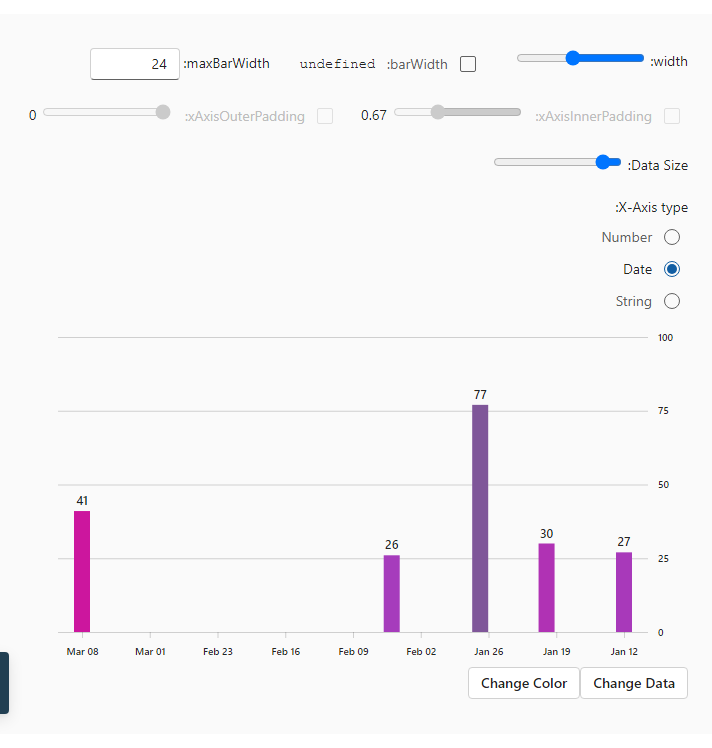 :width
:barWidth undefined
:maxBarWidth 24
:xAxisInnerPadding 0.67
:xAxisOuterPadding 0
:Data Size
:X-Axis type
Number
Date
String
100
77
75
50
41
30
27
26
25
0
Mar 08 Mar 01 Feb 23 Feb 16 Feb 09 Feb 02 Jan 26 Jan 19 Jan 12
Change Color Change Data